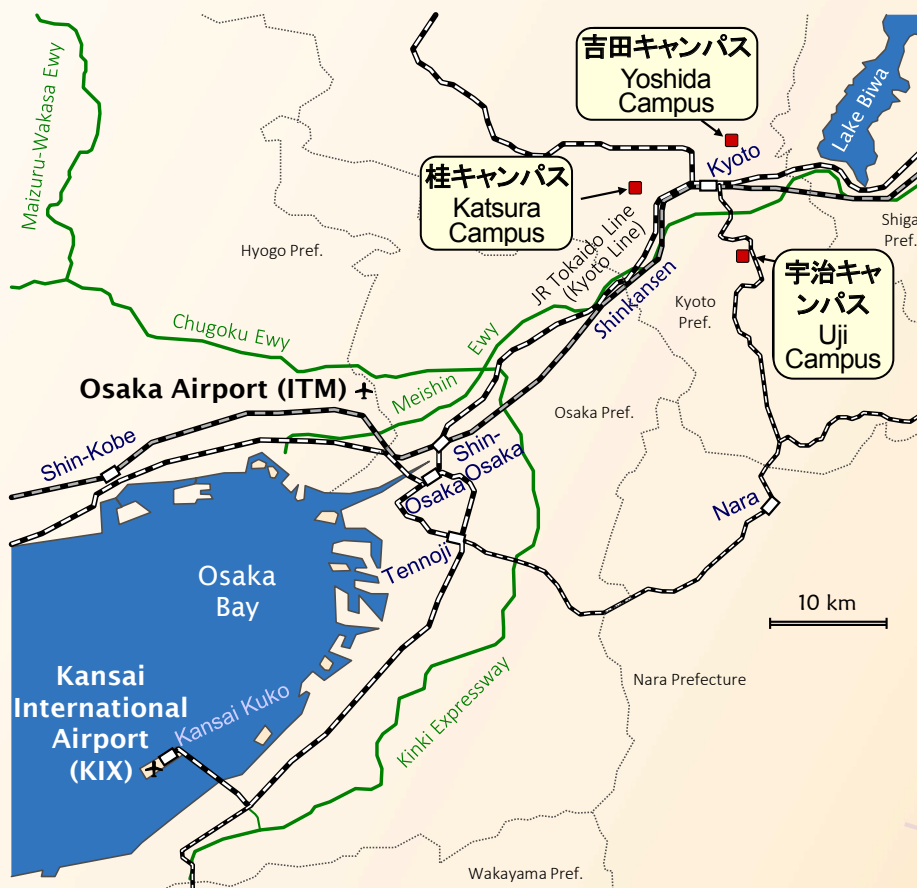 吉田キャンパス
Yoshida
Campus
Maizuru-Wakasa Ewy
Lake Biwa
Kyoto
桂キャンパス
Katsura
Campus
Shiga
Pref.
Hyogo Pref.
JR Tokaido Line
(Kyoto Line)
宇治キャ
ンパス
Uji
Campus
Shinkansen
Kyoto
Pref.
Chugoku Ewy
Ewy
Meishin
Osaka Airport (ITM)
Osaka Pref.
Shin-Kobe
Shin-
Osaka
Osaka
Nara
Tennoji
Osaka
Bay
10 km
Kansai
International
Airport
(KIX)
Kansai Kuko
Nara Prefecture
Kinki Expressway
Wakayama Pref.